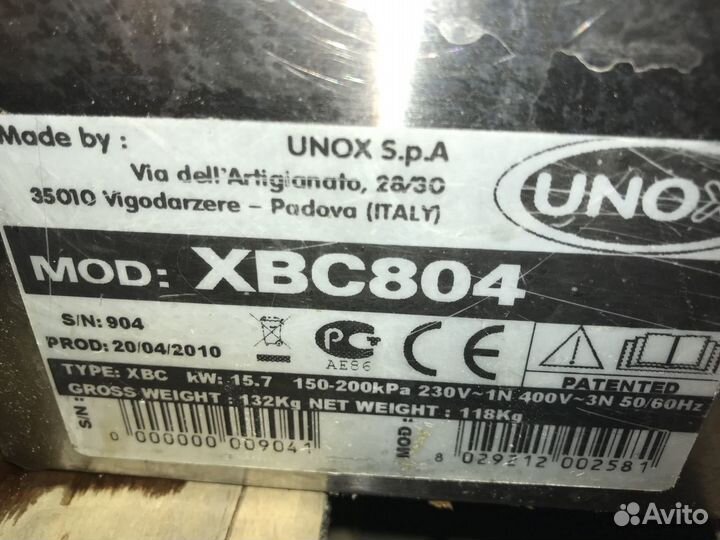 Made by :
UNOX S.p.A
Via dell'Artigianato, 28/30
35010 Vigodarzere - Padova (ITALY)
UNOX
MOD: XBC804
S/N: 904
PROD: 20/04/2010
PC
AE86
CE
PATENTED
TYPE: XBC kW: 15.7 150-200kPa 230V~1N 400V~3N 50/60Hz
GROSS WEIGHT : 132Kg NET WEIGHT : 118Kg
S/N:
0 000000 009041
MOD:
8 029212 002581
Avito